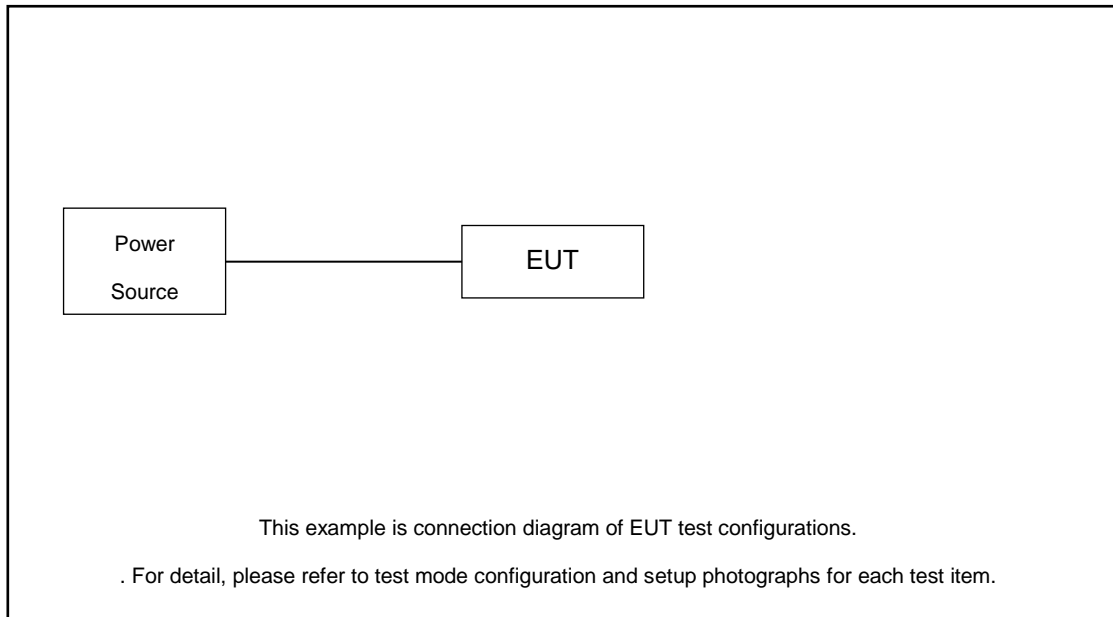 Power
Source
EUT
This example is connection diagram of EUT test configurations.
. For detail, please refer to test mode configuration and setup photographs for each test item.